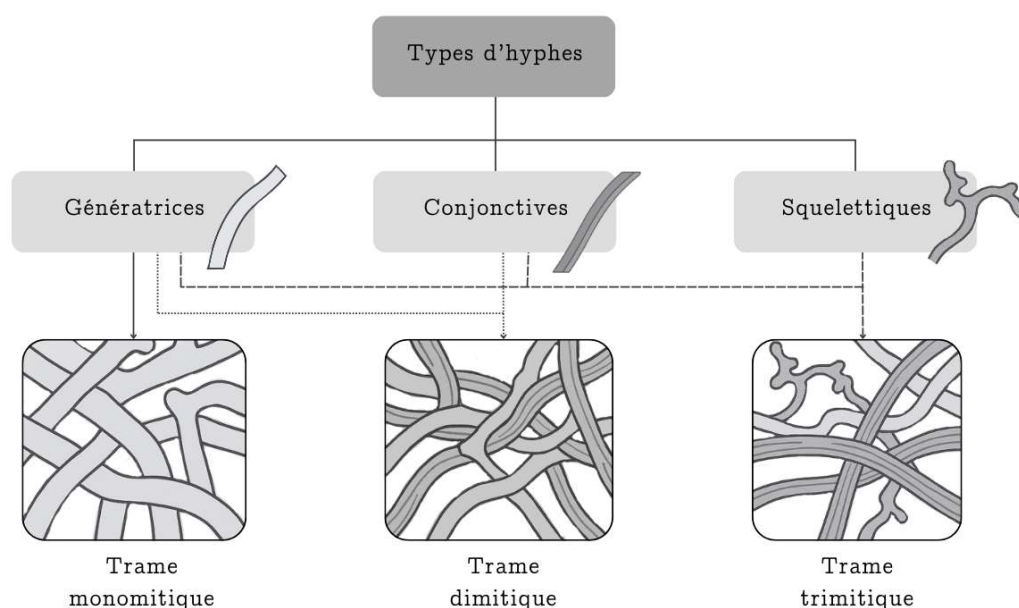 Types d'hyphes
Génératrices
Conjonctives
Squelettiques
Trame
monomitique
Trame
dimitique
Trame
trimitique